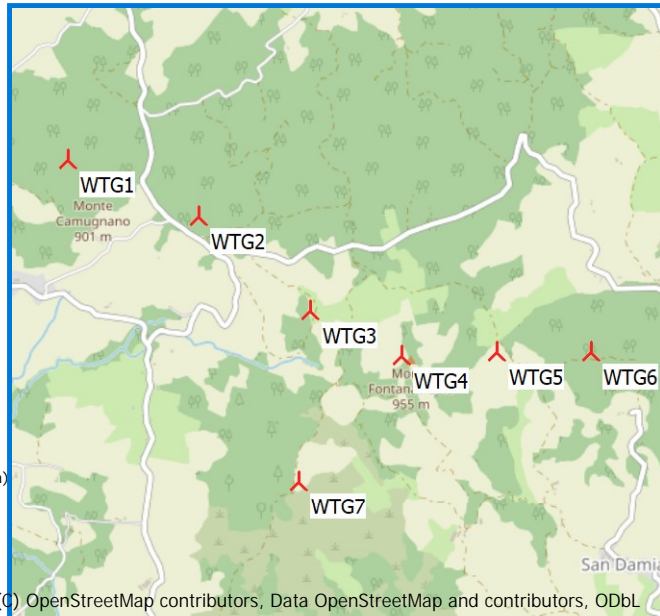 WTG1
Monte
Camugnano
901 m
WTG2
WTG3
WTG4
WTG5
WTG6
955 m
WTG7
San Damia
OpenStreetMap contributors, Data OpenStreetMap and contributors, ODbL